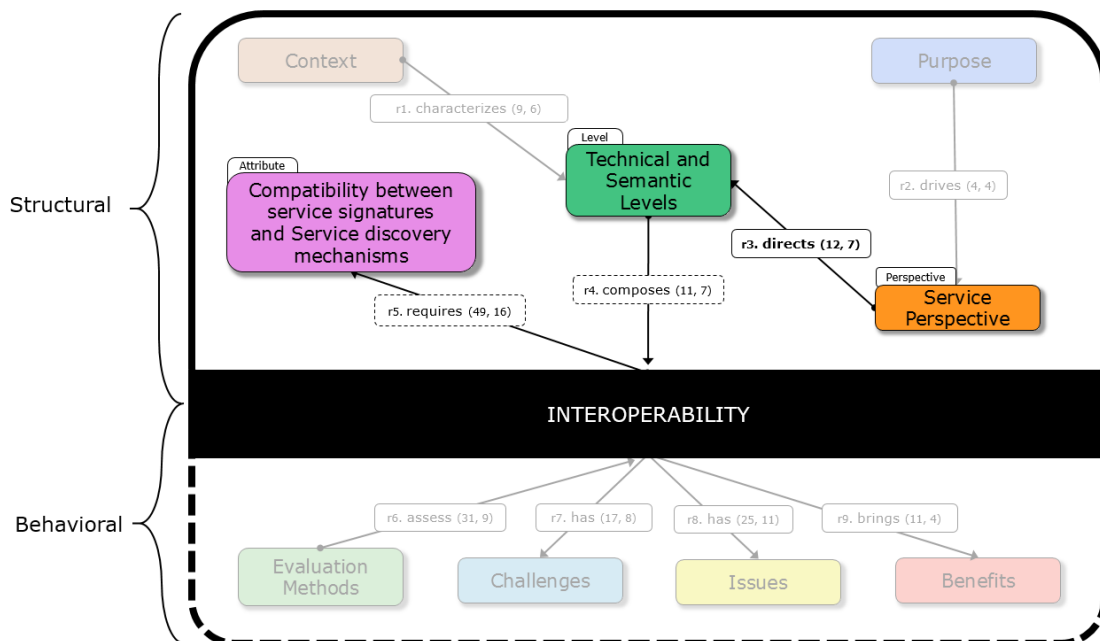 Context
Purpose
r1. characterizes (9, 6)
Level
Technical and
Semantic
Levels
Attribute
Compatibility between
service signatures
and Service discovery
mechanisms
r2. drives (4, 4)
Structural
r3. directs (12, 7)
Perspective
Service
Perspective
r4. composes (11, 7)
r5. requires (49, 16)
INTEROPERABILITY
Behavioral
r6. assess (31, 9)
r7. has (17, 8)
r8. has (25, 11)
r9. brings (11, 4)
Evaluation
Methods
Challenges
Issues
Benefits